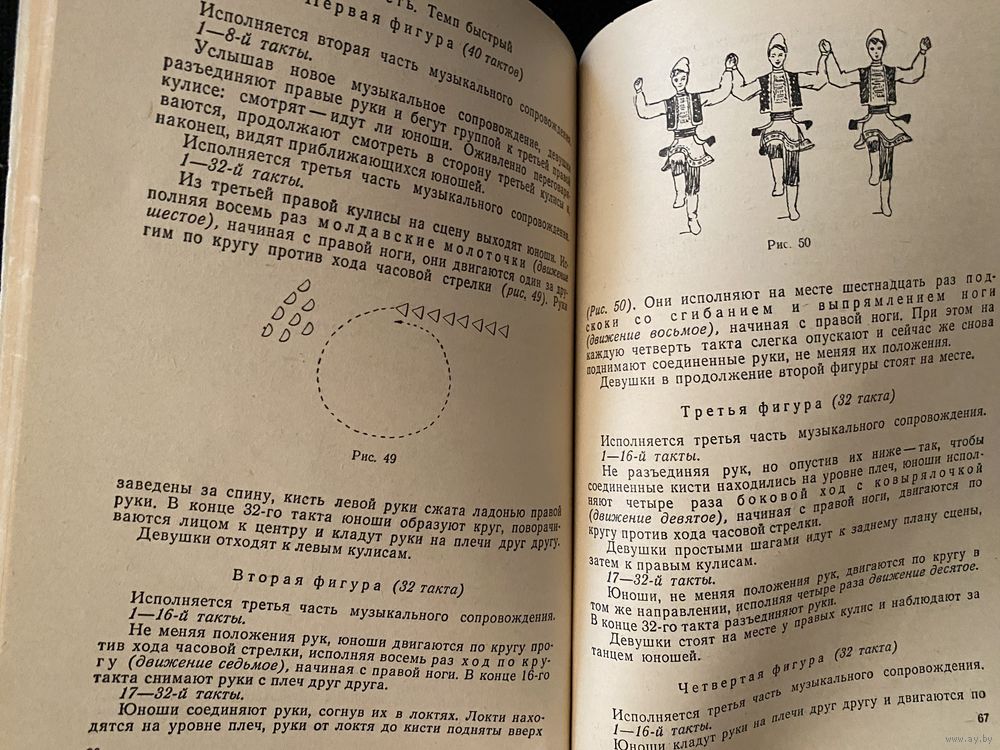 сть. Темп быстрый
Первая фигура (40 тактов)
Исполняется вторая часть музыкального сопровождения.
1—8-й такты.
Услышав новое музыкальное сопровождение, девушки
разъединяют правые руки и бегут группой к третьей правой
кулисе: смотрят — идут ли юноши. Оживленно перегова-
ваются, продолжают смотреть в сторону третьей кулисы и,
наконец, видят приближающихся юношей.
Исполняется третья часть музыкального сопровождения.
1—32-й такты.
Из третьей правой кулисы на сцену выходят юноши. Ис-
полняя восемь раз молдавские молоточки (движение
шестое), начиная с правой ноги, они двигаются один за дру-
гим по кругу против хода часовой стрелки (рис. 49). Руки
Рис. 49
заведены за спину, кисть левой руки сжата ладонью правой
руки. В конце 32-го такта юноши образуют круг, поворачи-
ваются лицом к центру и кладут руки на плечи друг другу.
Девушки отходят к левым кулисам.
Вторая фигура (32 такта)
Исполняется третья часть музыкального сопровождения.
1—16-й такты.
Не меняя положения рук, юноши двигаются по кругу про-
тив хода часовой стрелки, исполняя восемь раз ход по кру-
гу (движение седьмое), начиная с правой ноги. В конце 16-го
такта снимают руки с плеч друг друга.
17—32-й такты.
Юноши соединяют руки, согнув их в локтях. Локти нахо-
дятся на уровне плеч, руки от локтя до кисти подняты вверх
Рис. 50
(Рис. 50). Они исполняют на месте шестнадцать раз под-
скоки со сгибанием и выпрямлением ноги
(движение восьмое), начиная с правой ноги. При этом на
каждую четверть такта слегка опускают и сейчас же снова
поднимают соединенные руки, не меняя их положения.
Девушки в продолжение второй фигуры стоят на месте.
Третья фигура (32 такта)
Исполняется третья часть музыкального сопровождения.
1—16-й такты.
Не разъединяя рук, но опустив их ниже — так, чтобы
соединенные кисти находились на уровне плеч, юноши испол-
няют четыре раза боковой ход с ковырялочкой
(движение девятое), начиная с правой ноги, двигаются по
кругу против хода часовой стрелки.
Девушки простыми шагами идут к заднему плану сцены,
затем к правым кулисам.
17—32-й такты.
Юноши, не меняя положения рук, двигаются по кругу в
том же направлении, исполняя четыре раза движение десятое.
В конце 32-го такта разъединяют руки.
Девушки стоят на месте у правых кулис и наблюдают за
танцем юношей.
Четвертая фигура (32 такта)
Исполняется третья часть музыкального сопровождения.
1—16-й такты.
Юноши кладут руки на плечи друг другу и двигаются по
67
www.ay.by